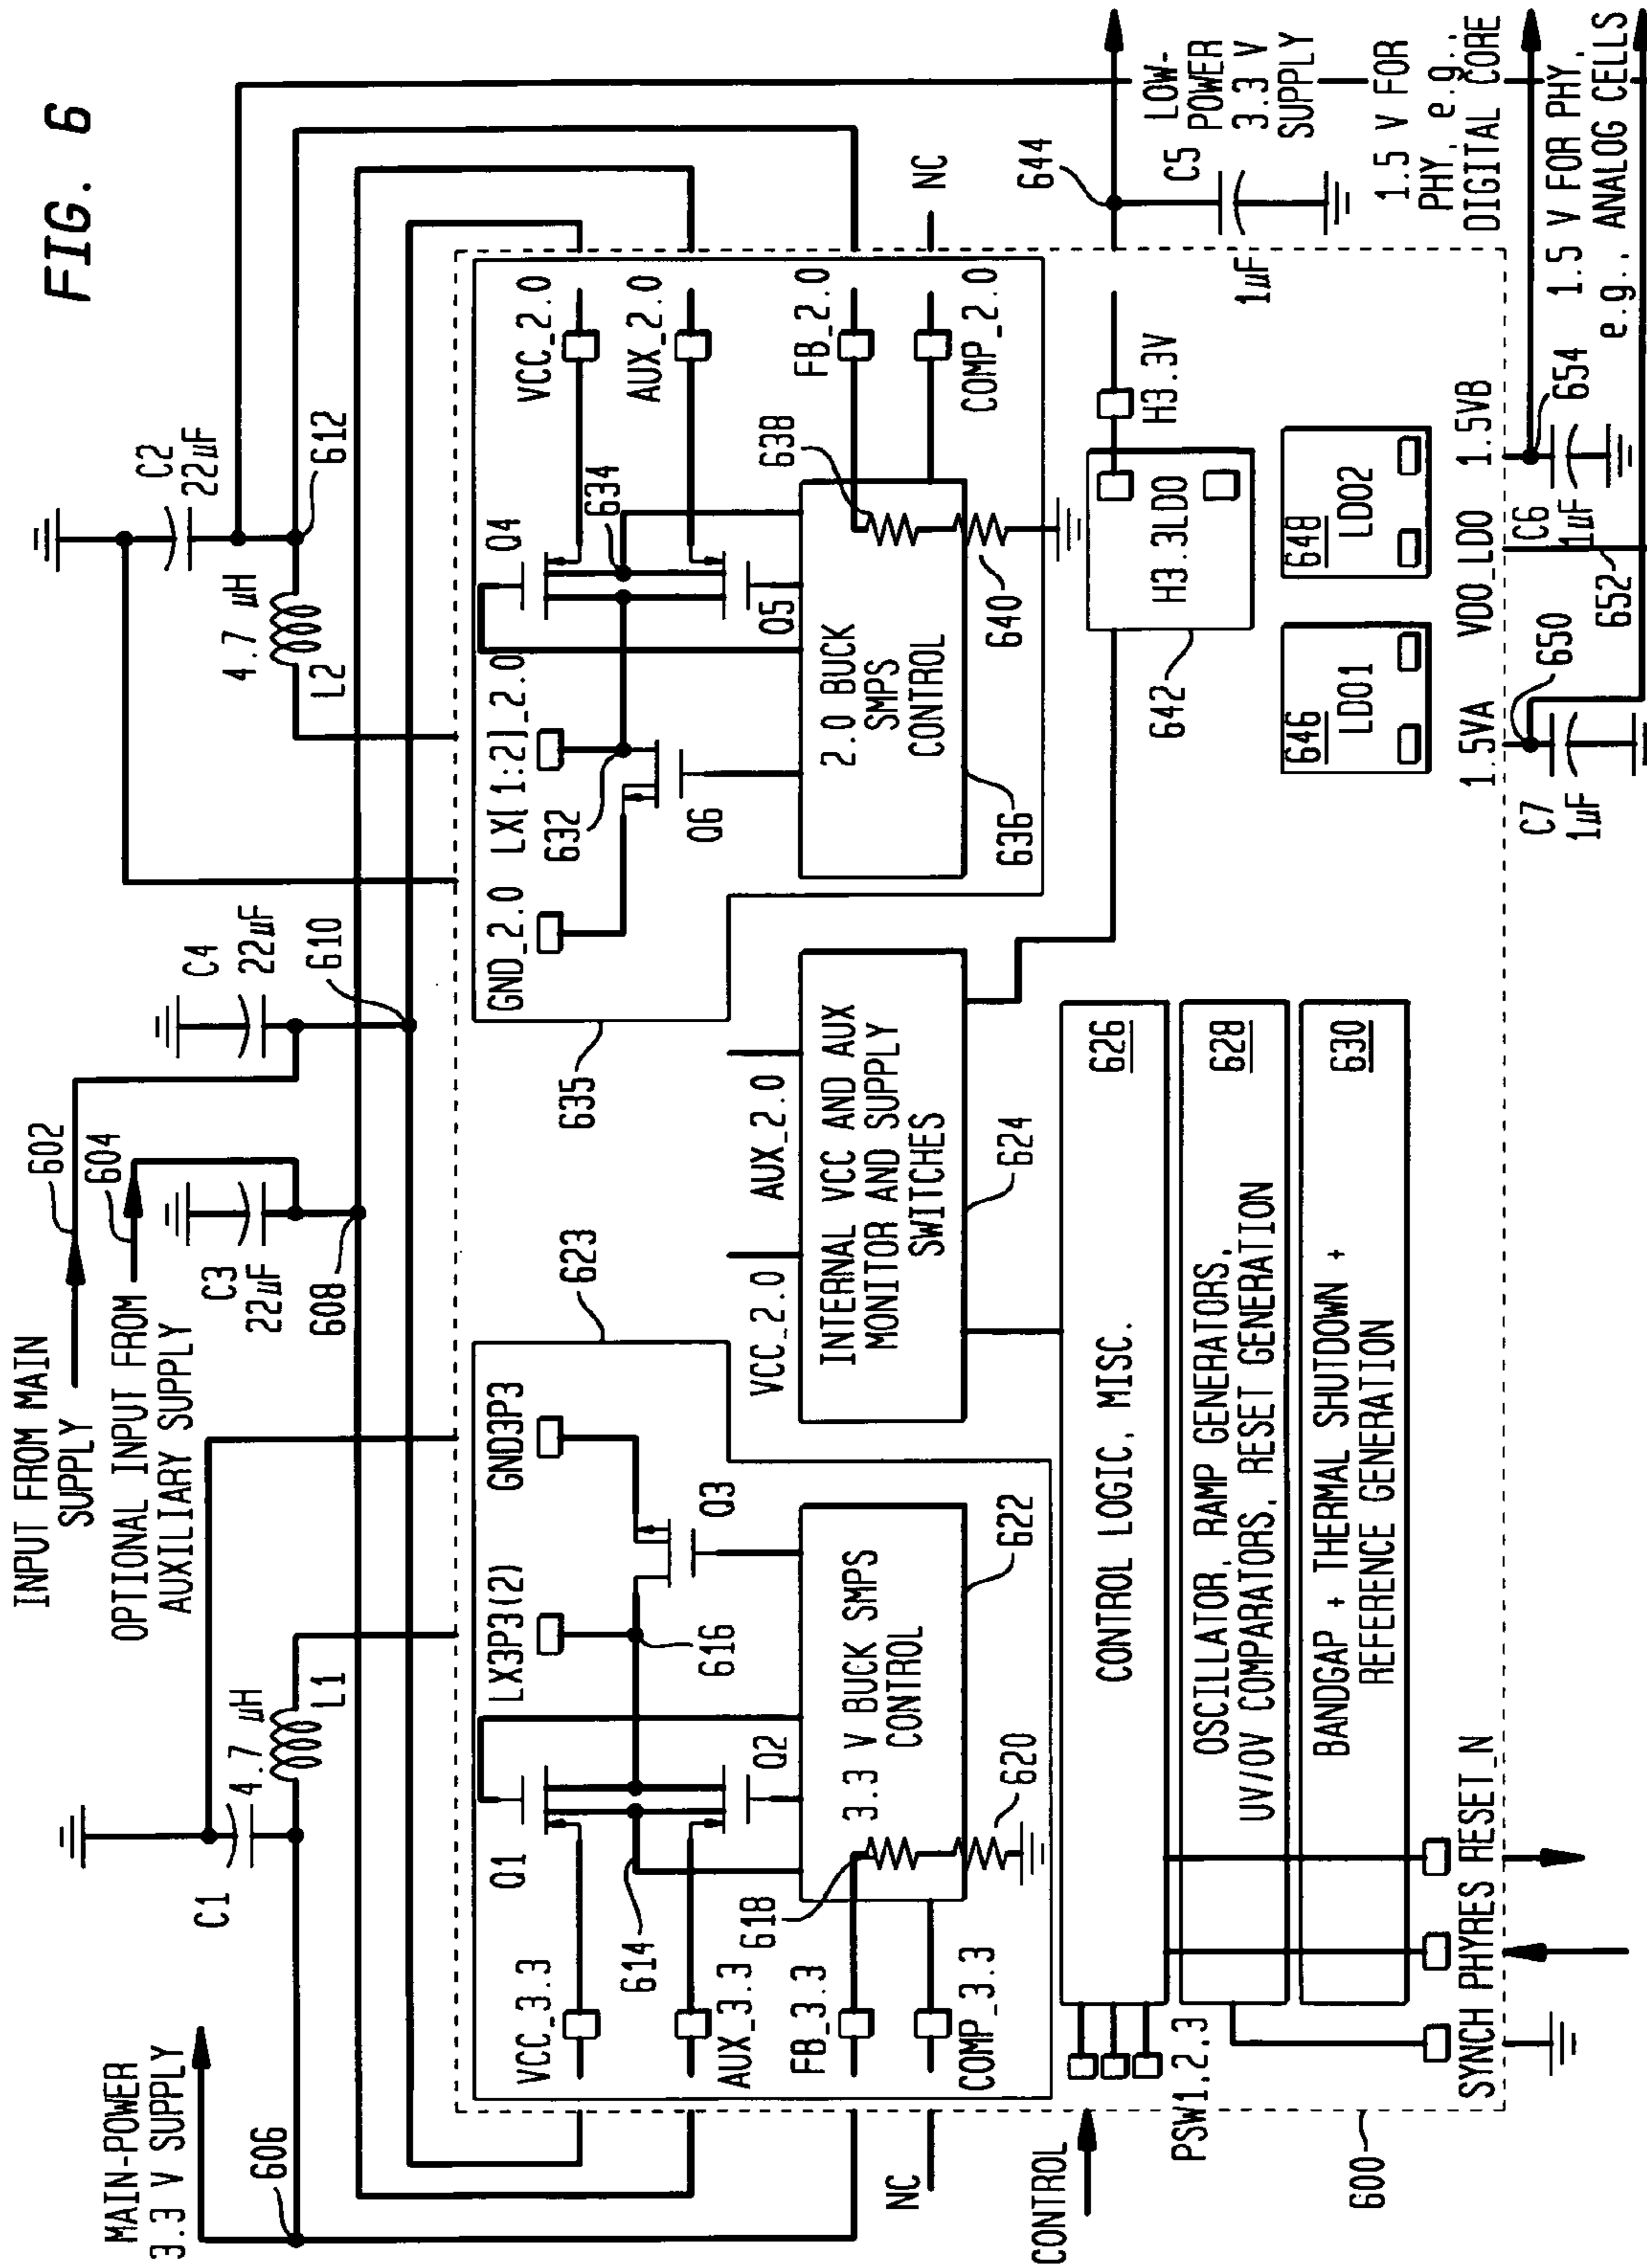 FIG. 6
INPUT FROM MAIN
SUPPLY
602
OPTIONAL INPUT FROM
AUXILIARY SUPPLY
604
MAIN-POWER
3.3 V SUPPLY
606
C1
4.7 µH
L1
C3
22µF
608
C4
22µF
610
4.7 µH
L2
C2
22µF
612
623
Q1
LX3P3(2)
GND3P3
VCC_3.3
614
616
Q2
Q3
AUX_3.3
618
FB_3.3
3.3 V BUCK SMPS
CONTROL
622
COMP_3.3
620
NC
635
GND_2.0
LX[1:2]_2.0
Q4
VCC_2.0
632
634
Q6
Q5
AUX_2.0
638
FB_2.0
2.0 BUCK
SMPS
CONTROL
636
640
COMP_2.0
NC
VCC_2.0
AUX_2.0
INTERNAL VCC AND AUX
MONITOR AND SUPPLY
SWITCHES
624
CONTROL
PSW1.2.3
CONTROL LOGIC, MISC.
626
OSCILLATOR, RAMP GENERATORS,
UV/OV COMPARATORS, RESET GENERATION
628
BANDGAP + THERMAL SHUTDOWN +
REFERENCE GENERATION
630
SYNCH
PHYRES
RESET_N
600
642
H3.3LDO
H3.3V
644
LOW-
POWER
3.3 V
SUPPLY
C5
1µF
646
LDO1
648
LDO2
1.5VA
VDO_LDO
1.5VB
650
C7
1µF
652
C6
1µF
654
1.5 V FOR
PHY, e.g.,
DIGITAL CORE
1.5 V FOR PHY,
e.g., ANALOG CELLS